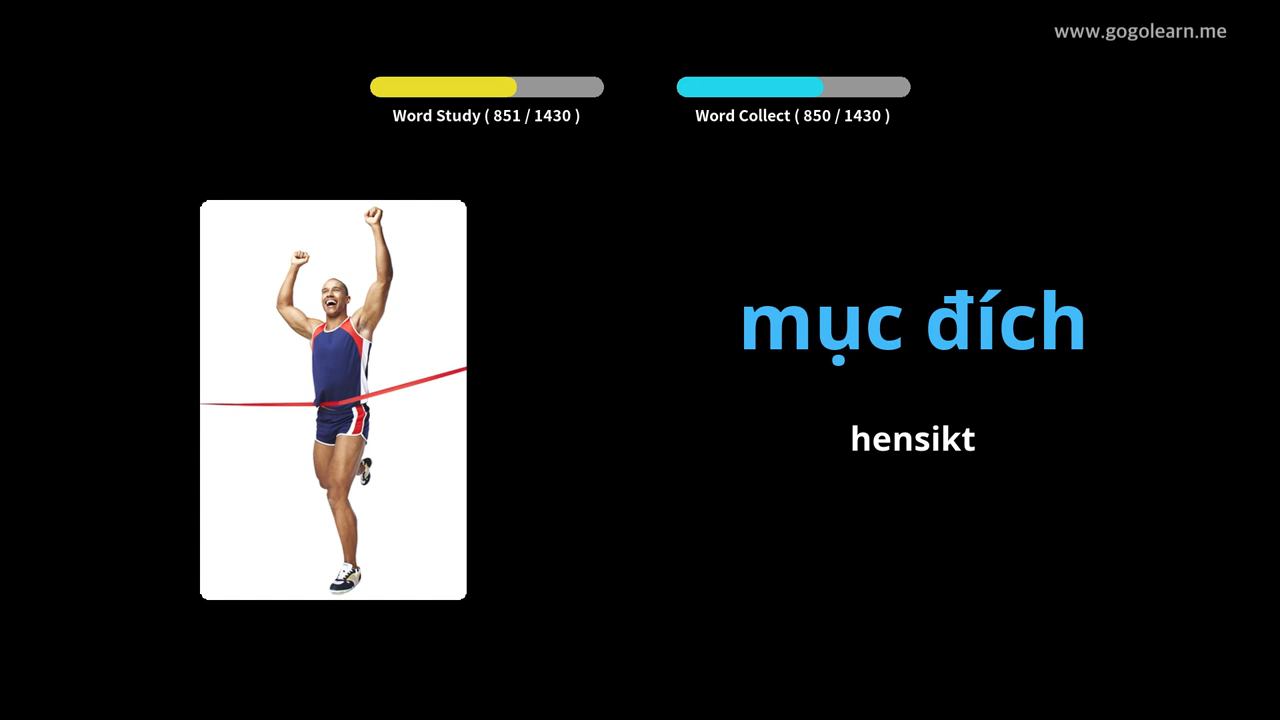 www.gogolearn.me
Word Study ( 851 / 1430 )
Word Collect ( 850 / 1430 )
mục đích
hensikt